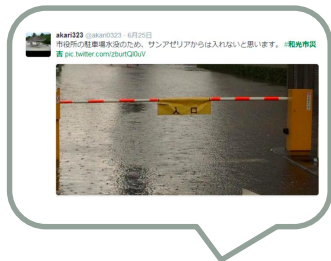 akari323 @akari0323 · 6月25日
市役所の駐車場水没のため、サンアゼリアからは入れないと思います。 #和光市災
害 pic.twitter.com/zburtQI0uV
入口